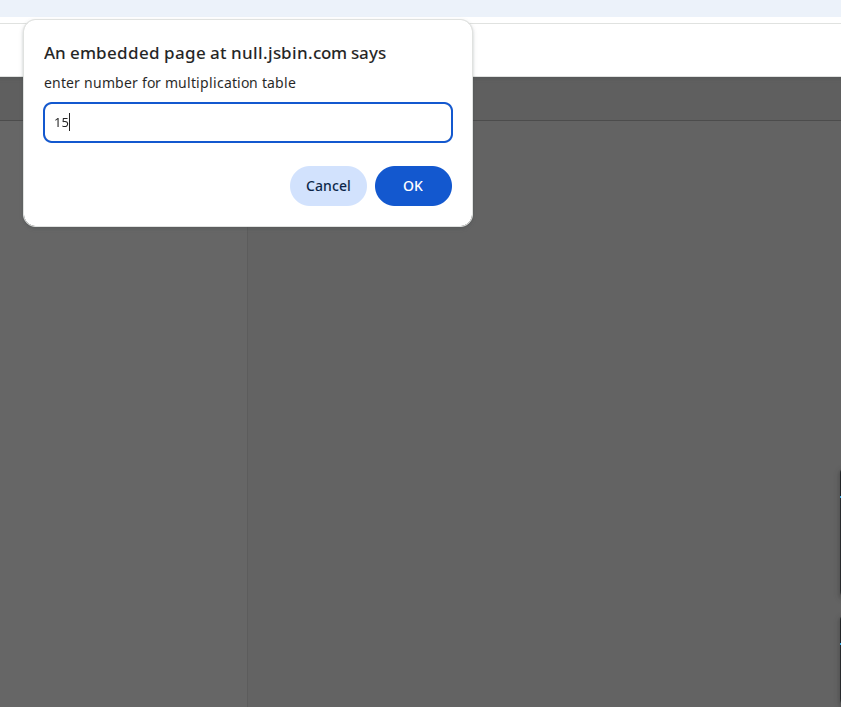 An embedded page at null.jsbin.com says
enter number for multiplication table
15
Cancel OK